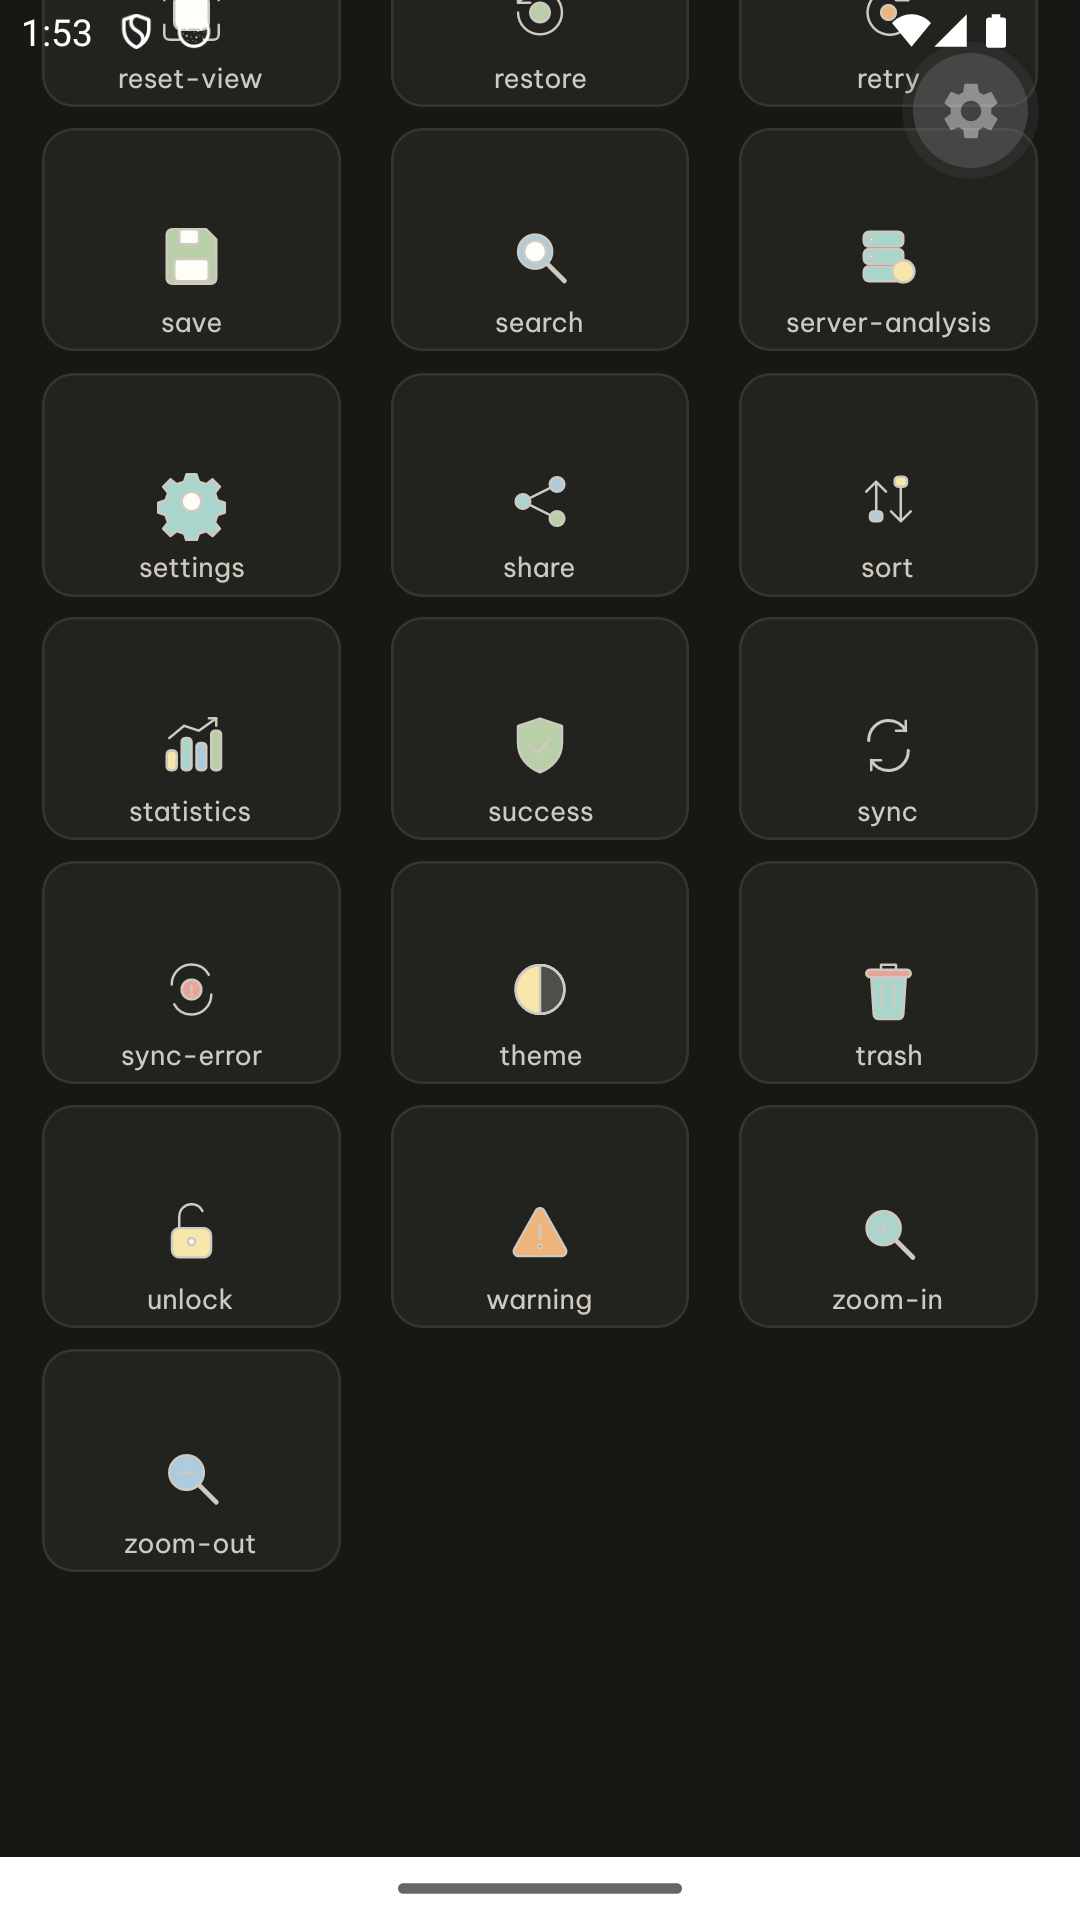 1:53
reset-view
restore
retry
save
search
server-analysis
settings
share
sort
statistics
success
sync
sync-error
theme
trash
unlock
warning
zoom-in
zoom-out